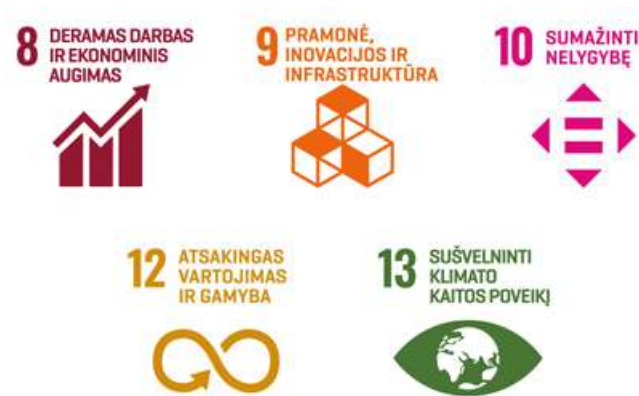 8 DERAMAS DARBAS
IR EKONOMINIS
AUGIMAS
9 PRAMONĖ,
INOVACIJOS IR
INFRASTRUKTŪRA
10 SUMAŽINTI
NELYGYBĘ
12 ATSAKINGAS
VARTOJIMAS
IR GAMYBA
13 SUŠVELNINTI
KLIMATO
KAITOS POVEIKĮ